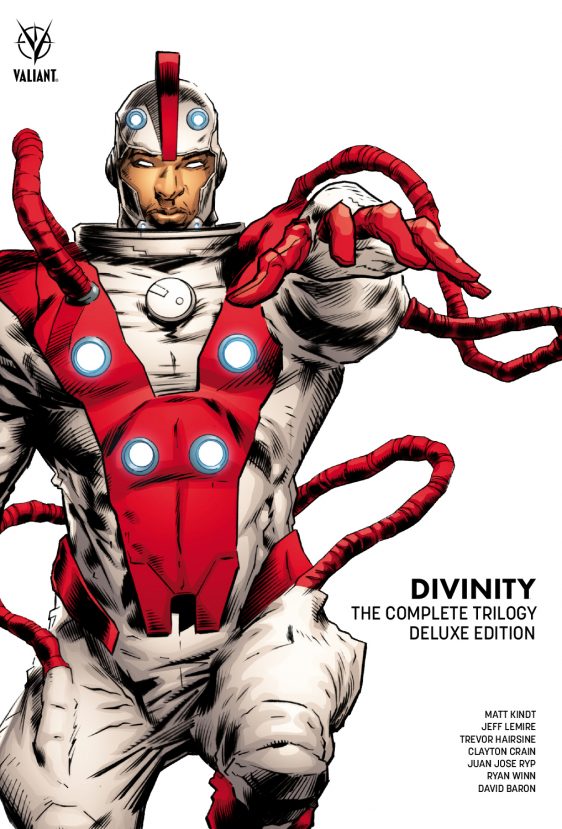 VALIANT
DIVINITY
THE COMPLETE TRILOGY
DELUXE EDITION
MATT KINDT
JEFF LEMIRE
TREVOR HAIRSINE
CLAYTON CRAIN
JUAN JOSE RYP
RYAN WINN
DAVID BARON